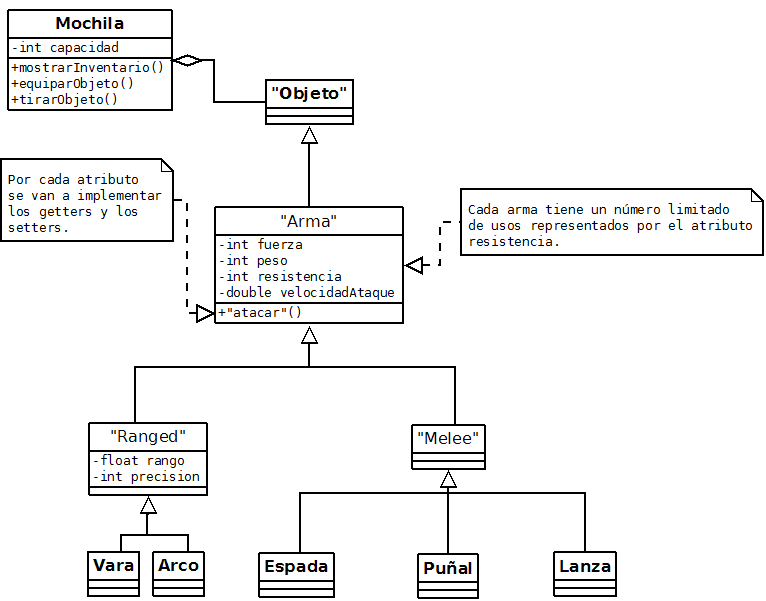 Mochila
-int capacidad
+mostrarInventario()
+equiparObjeto()
+tirarObjeto()
"Objeto"
Por cada atributo
se van a implementar
los getters y los
setters.
"Arma"
-int fuerza
-int peso
-int resistencia
-double velocidadAtaque
+"atacar"()
Cada arma tiene un número limitado
de usos representados por el atributo
resistencia.
"Ranged"
-float rango
-int precision
"Melee"
Vara
Arco
Espada
Puñal
Lanza